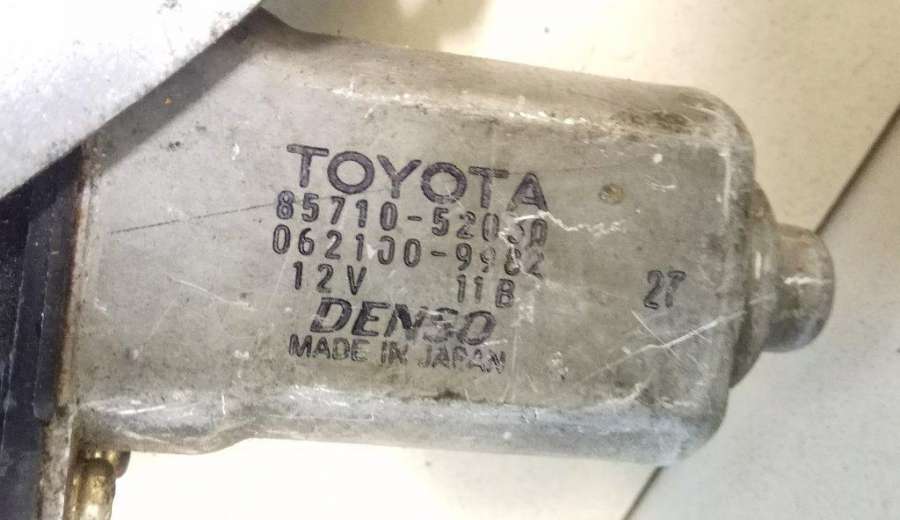 TOYOTA
85710-52030
062100-9982
12V 11B
2T
DENSO
MADE IN JAPAN